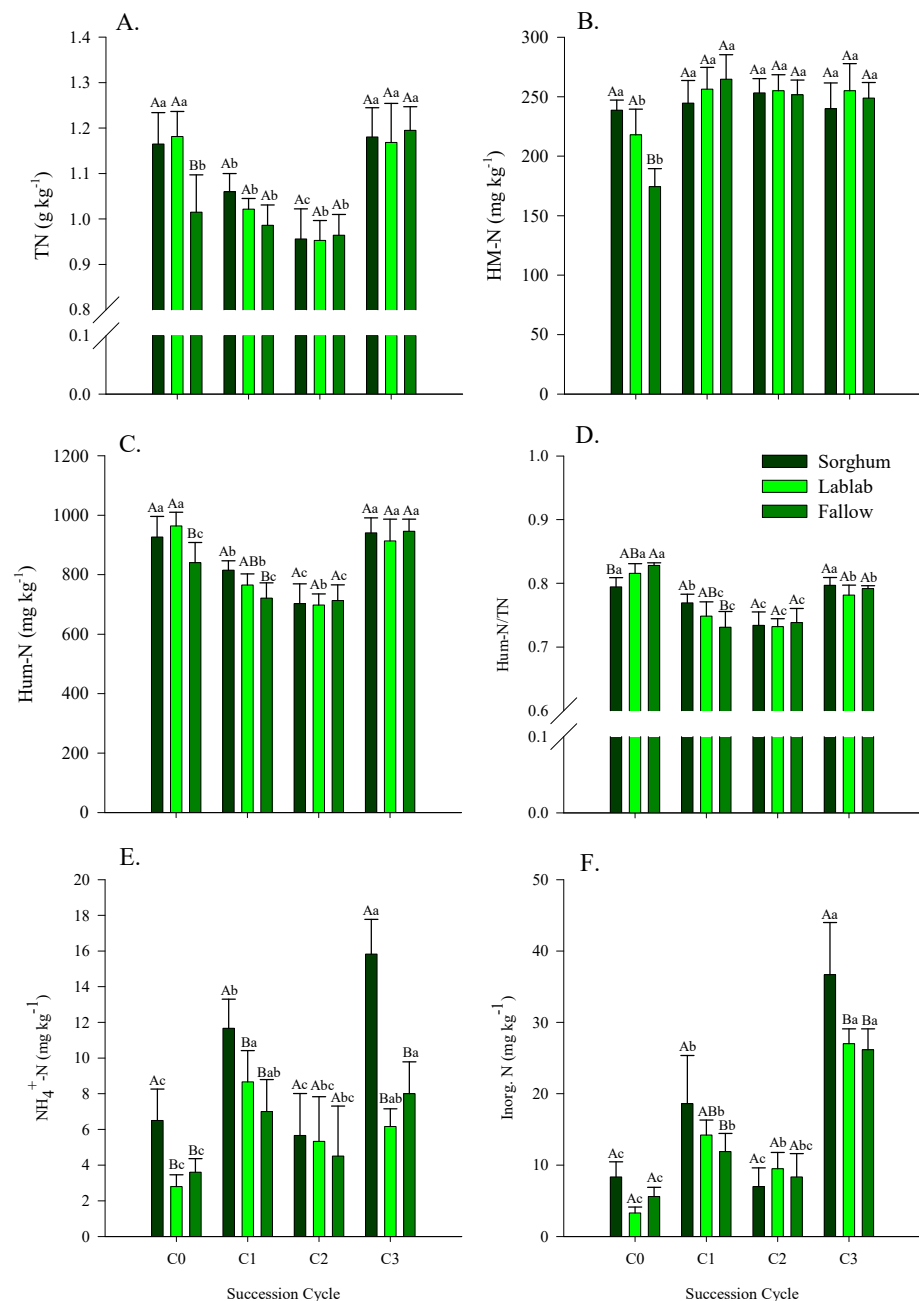 A.
TN (g kg-1)
1.4
1.3
1.2
1.1
1.0
0.9
0.8
0.1
0.0
Aa Aa Bb
Ab Ab Ab
Ac Ab Ab
Aa Aa Aa
B.
HM-N (mg kg-1)
300
250
200
150
100
50
0
Aa Ab Bb
Aa Aa Aa
Aa Aa Aa
Aa Aa Aa
C.
Hum-N (mg kg-1)
1200
1000
800
600
400
200
0
Aa Aa Bc
Ab ABb Bc
Ac Ab Ac
Aa Aa Aa
D.
Hum-N/TN
1.0
0.9
0.8
0.7
0.6
0.1
0.0
Sorghum
Lablab
Fallow
Ba ABa Aa
Ab ABc Bc
Ac Ac Ac
Aa Ab Ab
E.
NH4+-N (mg kg-1)
20
18
16
14
12
10
8
6
4
2
0
Ac Bc Bc
Ab Ba Bab
Ac Abc Abc
Aa Bab Ba
C0 C1 C2 C3
Succession Cycle
F.
Inorg. N (mg kg-1)
50
40
30
20
10
0
Ac Ac Ac
Ab ABb Bb
Ac Ab Abc
Aa Ba Ba
C0 C1 C2 C3
Succession Cycle